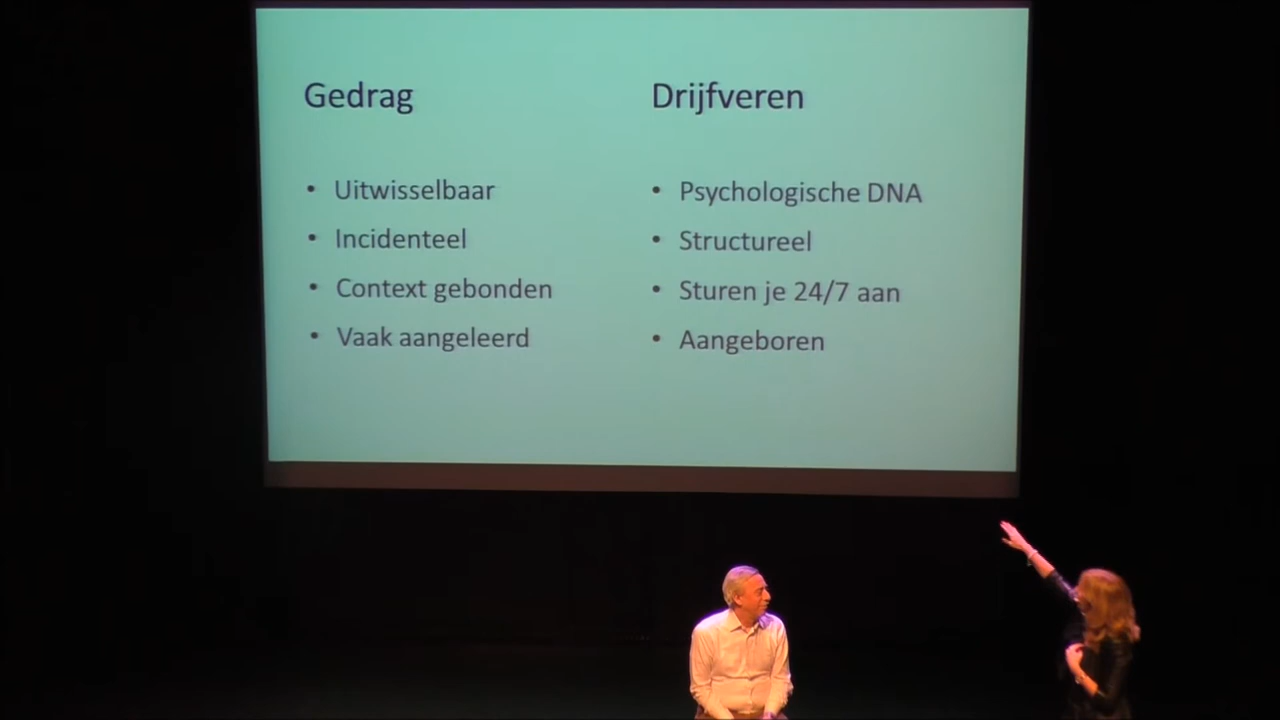 Gedrag
• Uitwisselbaar
• Incidenteel
• Context gebonden
• Vaak aangeleerd
Drijfveren
• Psychologische DNA
• Structureel
• Sturen je 24/7 aan
• Aangeboren